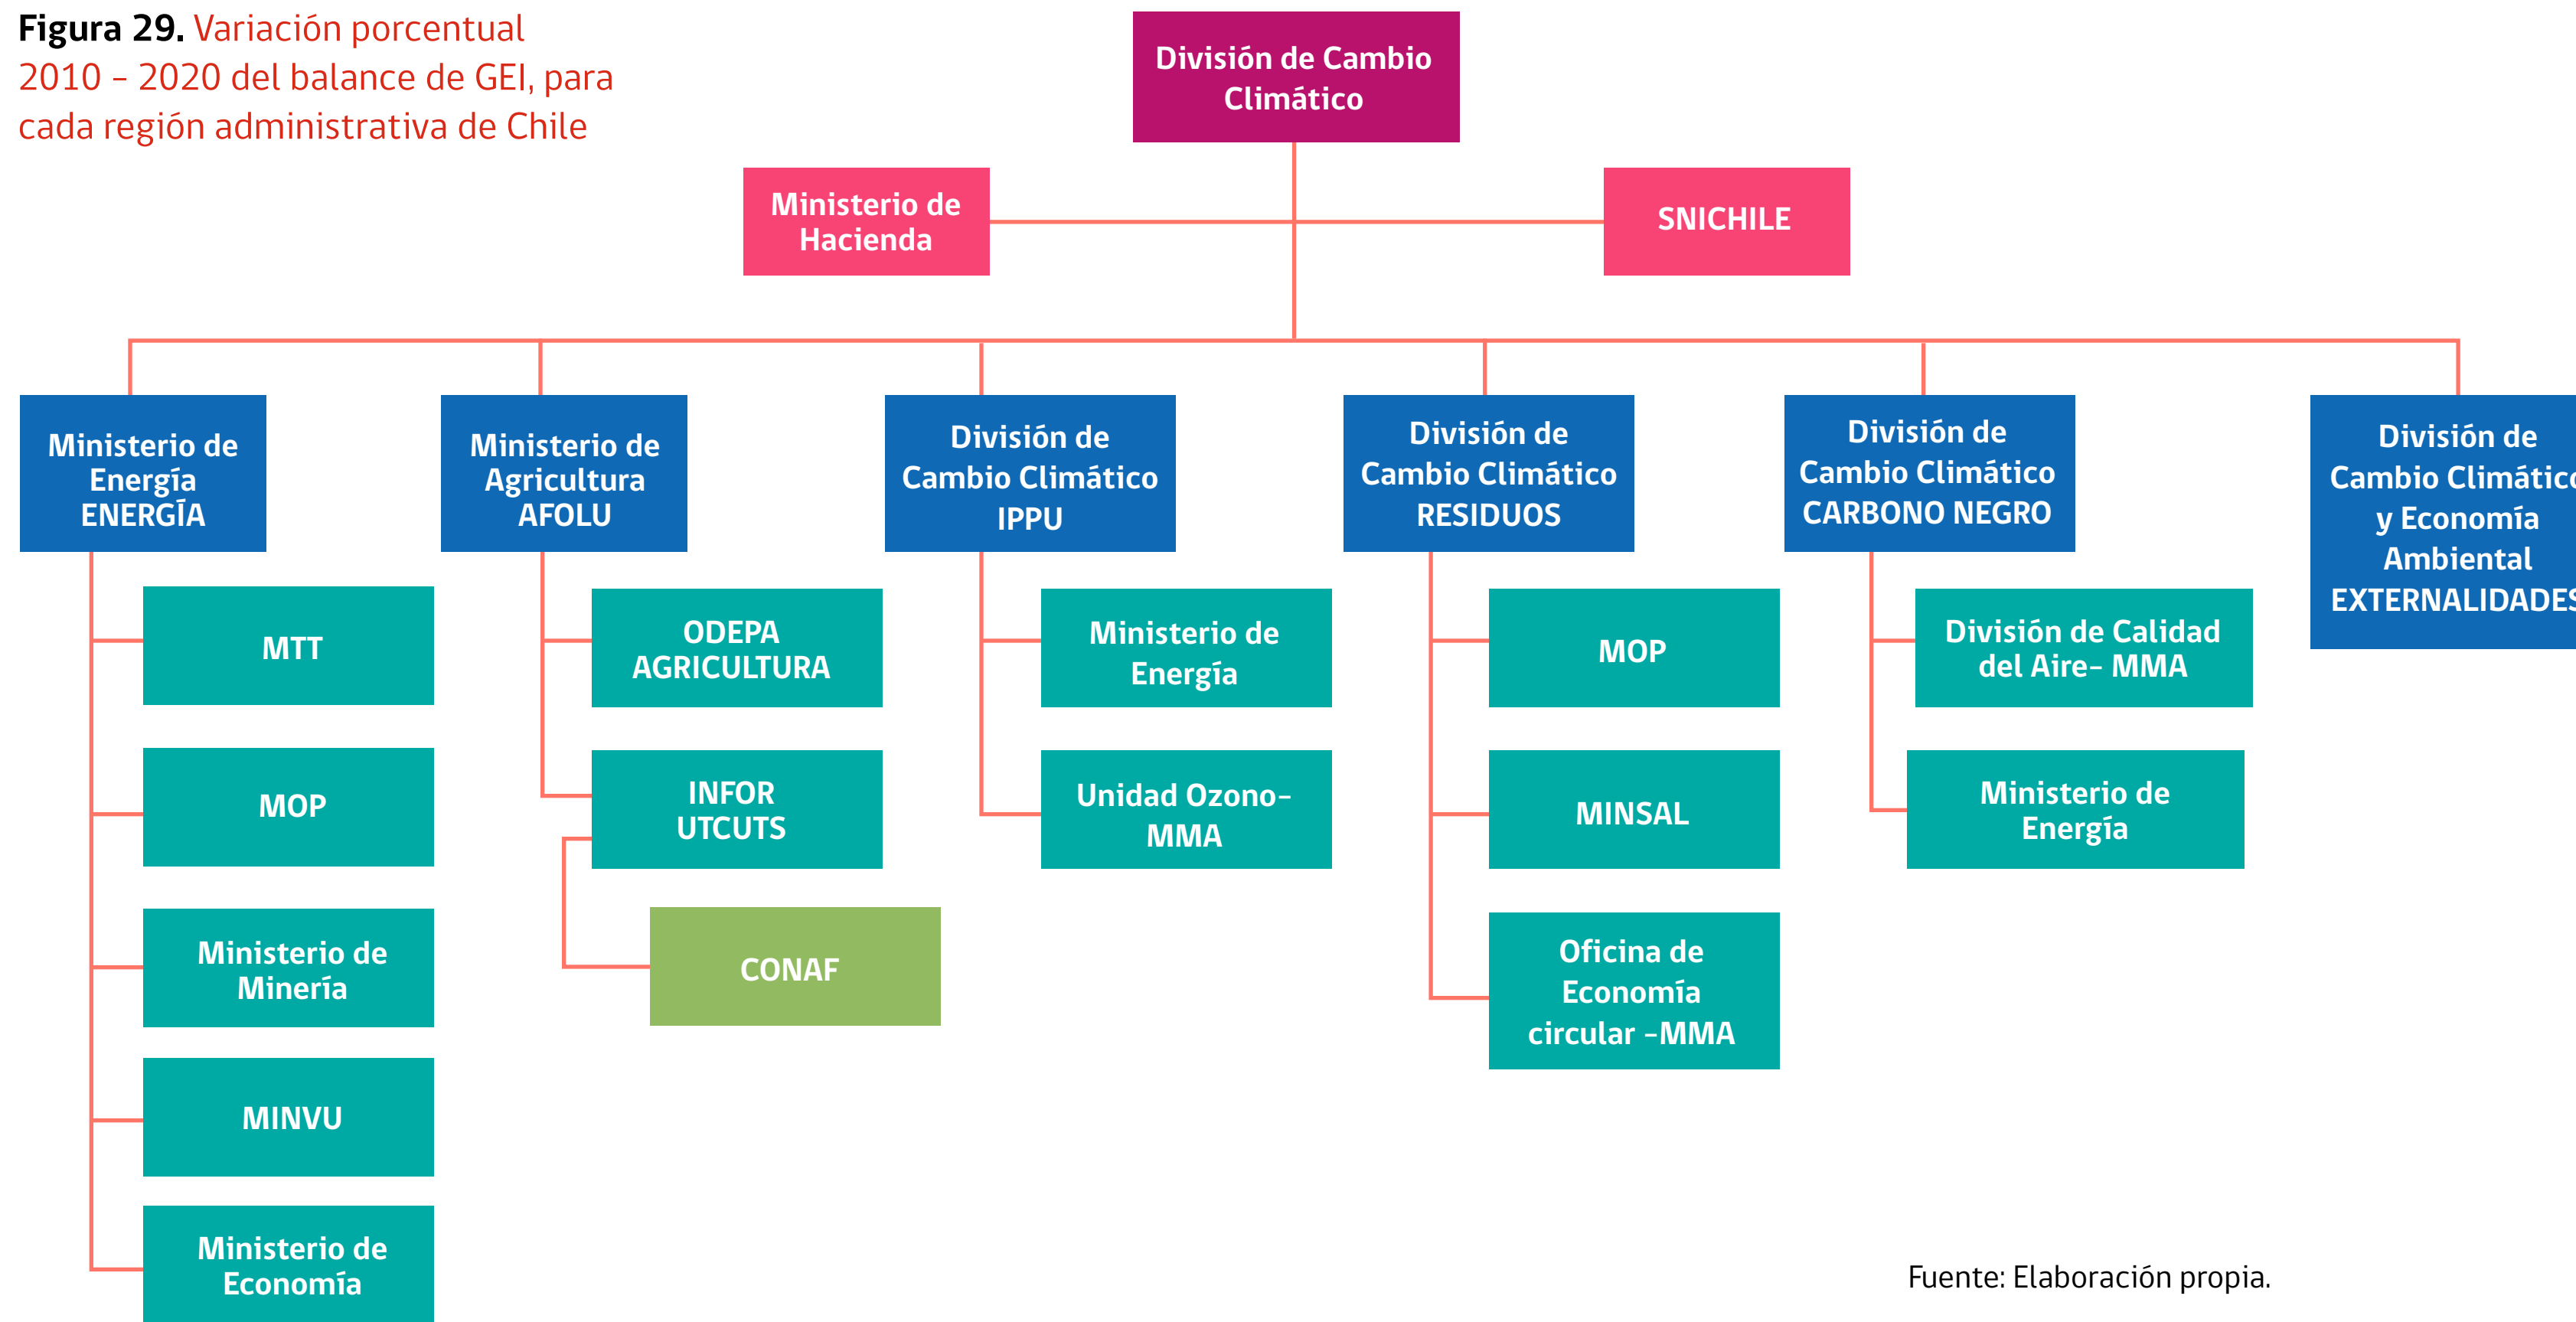 Figura 29. Variación porcentual
2010 – 2020 del balance de GEI, para
cada región administrativa de Chile
División de Cambio
Climático
Ministerio de
Hacienda
SNICHILE
Ministerio de
Energía
ENERGÍA
Ministerio de
Agricultura
AFOLU
División de
Cambio Climático
IPPU
División de
Cambio Climático
RESIDUOS
División de
Cambio Climático
CARBONO NEGRO
División de
Cambio Climático
y Economía
Ambiental
EXTERNALIDADES
MTT
MOP
Ministerio de
Minería
MINVU
Ministerio de
Economía
ODEPA
AGRICULTURA
INFOR
UTCUTS
CONAF
Ministerio de
Energía
Unidad Ozono–
MMA
MOP
MINSAL
Oficina de
Economía
circular –MMA
División de Calidad
del Aire– MMA
Ministerio de
Energía
Fuente: Elaboración propia.